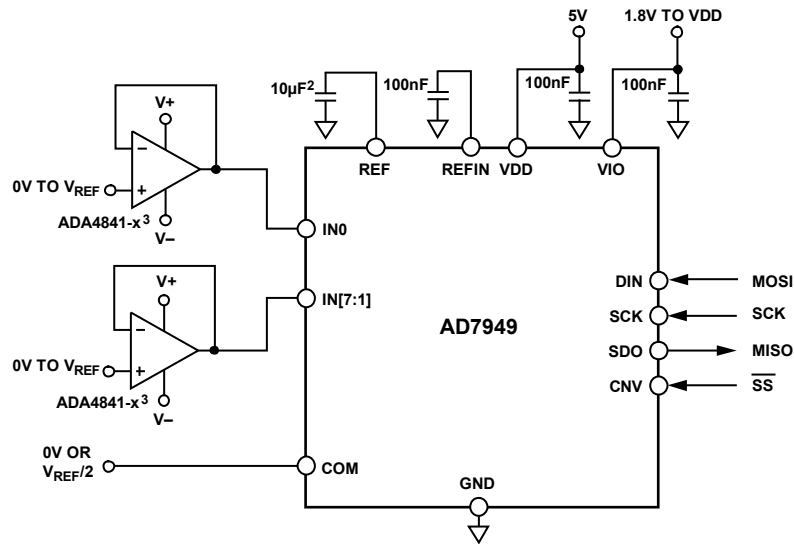 5V
1.8V TO VDD
10µF2
100nF
100nF
100nF
V+
REF
REFIN
VDD
VIO
−
+
0V TO VREF
ADA4841-x3
V−
IN0
V+
IN[7:1]
−
+
0V TO VREF
ADA4841-x3
V−
AD7949
DIN
MOSI
SCK
SCK
SDO
MISO
CNV
SS
0V OR
VREF/2
COM
GND